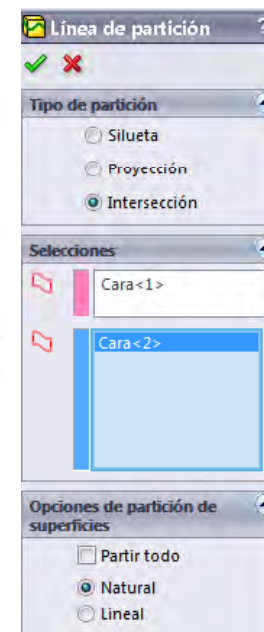 Línea de partición ?
Tipo de partición
Silueta
Proyección
Intersección
Selecciones
Cara<1>
Cara<2>
Opciones de partición de
superficies
Partir todo
Natural
Lineal